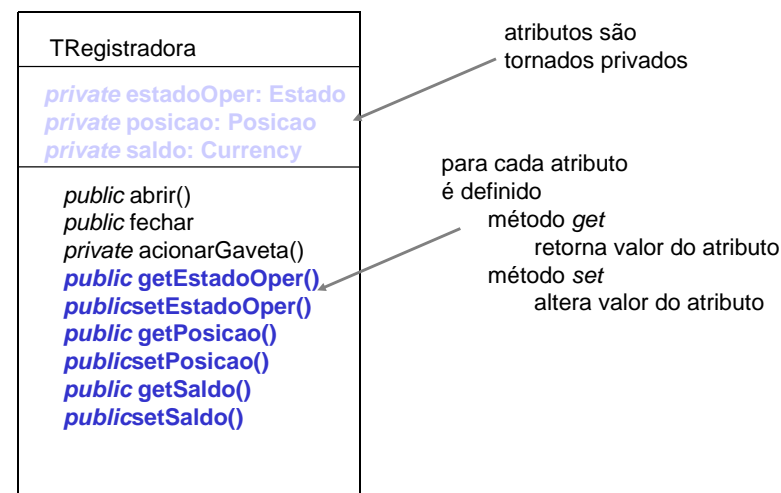 TRegistradora
private estadoOper: Estado
private posicao: Posicao
private saldo: Currency
public abrir()
public fechar
private acionarGaveta()
public getEstadoOper()
publicsetEstadoOper()
public getPosicao()
publicsetPosicao()
public getSaldo()
publicsetSaldo()
atributos são
tornados privados
para cada atributo
é definido
método get
retorna valor do atributo
método set
altera valor do atributo